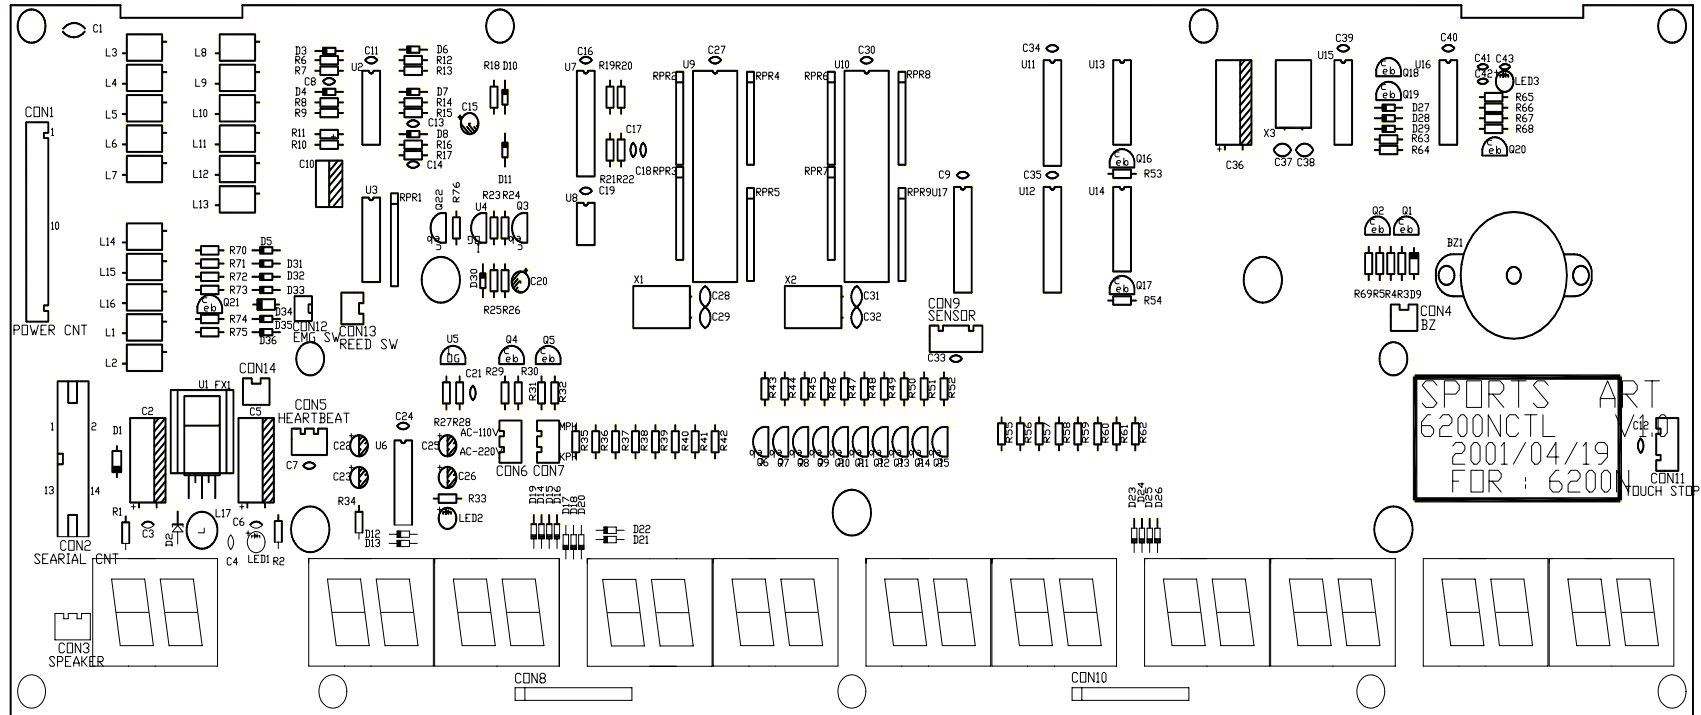 C1
L3
L4
L5
L6
L7
L8
L9
L10
L11
L12
L13
L14
L15
L16
L1
L2
CON1
1
10
POWER CNT
D3
R6
R7
C8
D4
R8
R9
R11
R10
C10
C11
U2
D6
R12
R13
D7
R14
R15
C13
D8
R16
R17
C14
C15
R18
D10
D11
U3
RPR1
Q22
R76
U4
R23
R24
Q3
D30
R25
R26
C20
D5
R70
R71
D31
R72
D32
R73
D33
Q21
D34
R74
D35
R75
D36
CON12
EMG SW
CON13
REED SW
CON14
C16
U7
R19
R20
C17
R21
R22
C18
C19
U8
C27
U9
RPR2
RPR4
RPR3
RPR5
X1
C28
C29
C30
U10
RPR6
RPR8
RPR7
RPR9
X2
C31
C32
U17
C9
CON9
SENSOR
C33
C34
U11
C35
U12
U13
Q16
R53
U14
Q17
R54
C36
X3
C37
C38
C39
U15
Q18
Q19
D27
D28
D29
R63
R64
C40
U16
C41
C43
C42
LED3
R65
R66
R67
R68
Q20
Q2
Q1
R69
R5
R4
R3
D9
BZ1
CON4
BZ
SPORTS ART
6200NCTL V1.0
2001/04/19
FOR : 6200N
C12
CON11
TOUCH STOP
U1
FX1
C2
C5
D1
1
2
13
14
CON2
SEARIAL CNT
R1
C3
D2
L17
C4
C6
LED1
R2
CON5
HEARTBEAT
C7
C22
C23
R34
C24
U6
D12
D13
U5
C21
R27
R28
C25
C26
R33
LED2
AC-110V
AC-220V
CON6
Q4
Q5
R29
R30
R31
R32
MPH
KPH
CON7
R35
R36
R37
R38
R39
R40
R41
R42
R43
R44
R45
R46
R47
R48
R49
R50
R51
R52
Q6
Q7
Q8
Q9
Q10
Q11
Q12
Q13
Q14
Q15
R55
R56
R57
R58
R59
R60
R61
R62
D19
D14
D15
D16
D17
D18
D20
D22
D21
D23
D24
D25
D26
CON3
SPEAKER
CON8
CON10